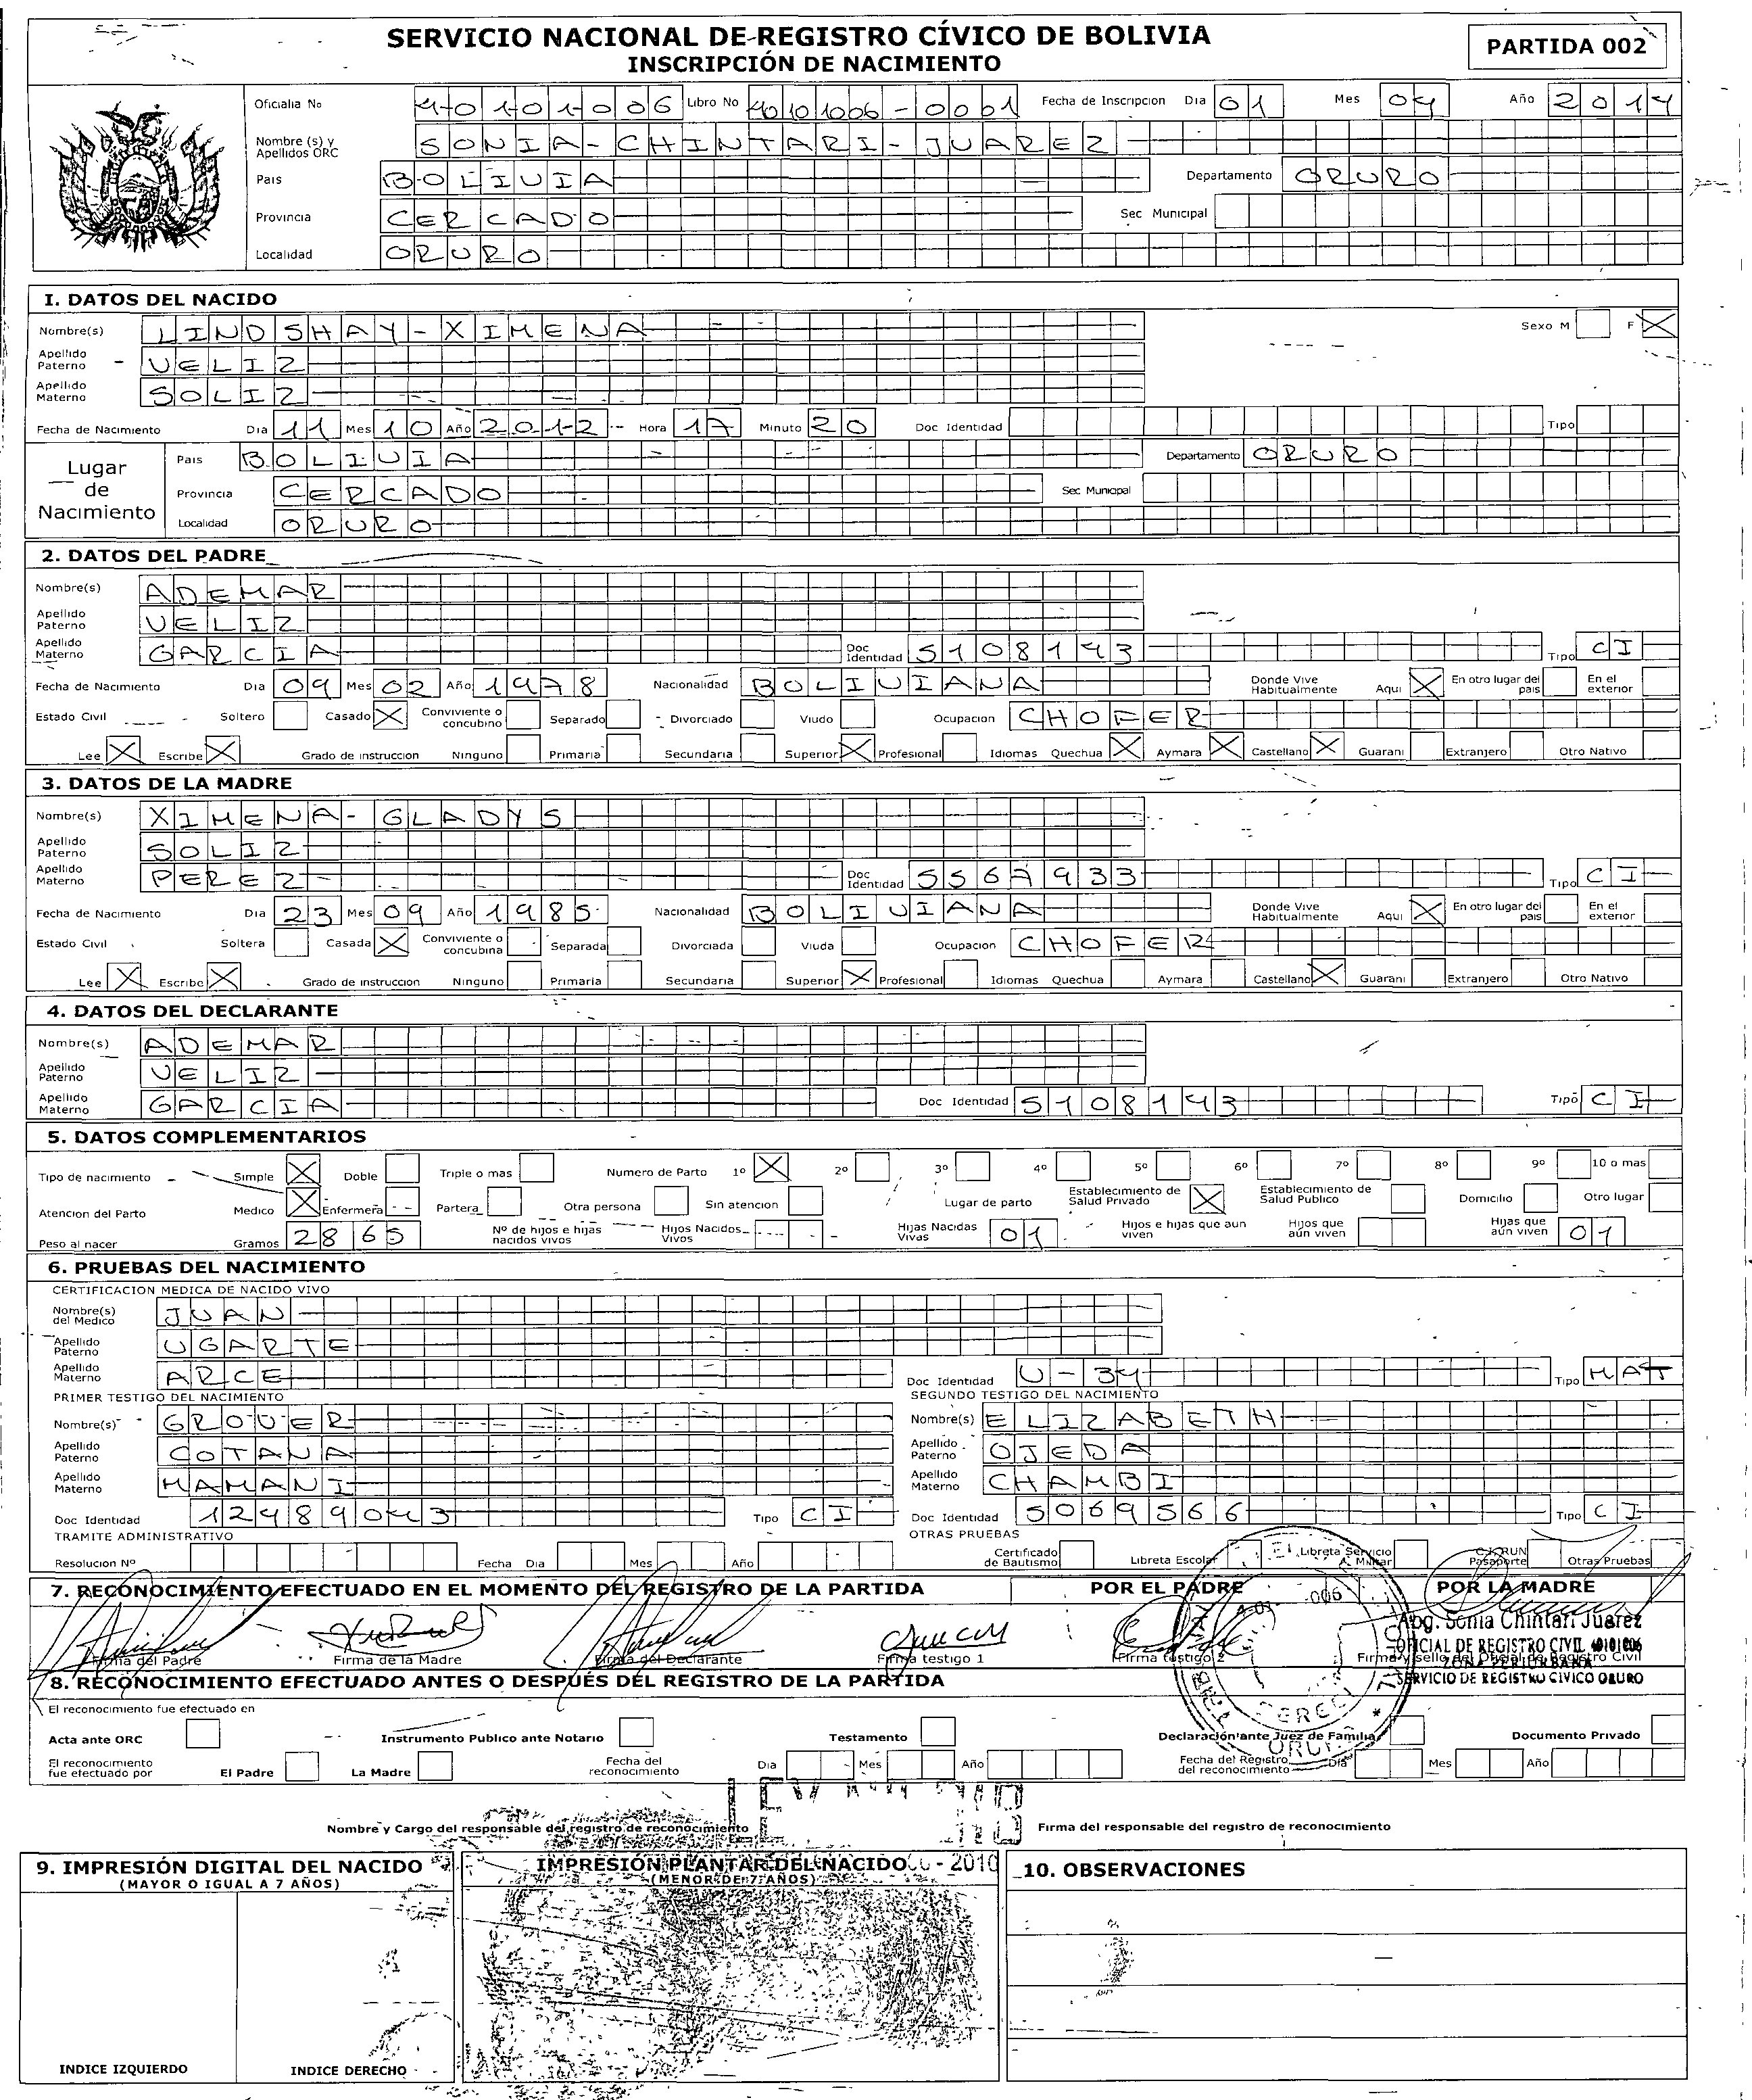 SERVICIO NACIONAL DE REGISTRO CÍVICO DE BOLIVIA
INSCRIPCIÓN DE NACIMIENTO
PARTIDA 002
Oficialia No 40101006 Libro No 40101006-0001 Fecha de Inscripcion Dia 01 Mes 04 Año 2014
Nombre (s) y Apellidos ORC SONIA-CHINTARI-JUAREZ
Pais BOLIVIA Departamento ORURO
Provincia CERCADO Sec Municipal
Localidad ORURO
I. DATOS DEL NACIDO
Nombre(s) LINDSHAY-XIMENA Sexo M F X
Apellido Paterno VELIZ
Apellido Materno SOLIZ
Fecha de Nacimiento Dia 11 Mes 10 Año 2012 Hora 17 Minuto 20 Doc Identidad Tipo
Lugar de Nacimiento
Pais BOLIVIA Departamento ORURO
Provincia CERCADO Sec Municipal
Localidad ORURO
2. DATOS DEL PADRE
Nombre(s) ADEMAR
Apellido Paterno VELIZ
Apellido Materno GARCIA Doc Identidad 5108143 Tipo CI
Fecha de Nacimiento Dia 09 Mes 02 Año 1978 Nacionalidad BOLIVIANA Donde Vive Habitualmente Aqui X En otro lugar del pais En el exterior
Estado Civil Soltero Casado X Conviviente o concubino Separado Divorciado Viudo Ocupacion CHOFER
Lee X Escribe X Grado de instruccion Ninguno Primaria Secundaria Superior X Profesional Idiomas Quechua X Aymara X Castellano X Guarani Extranjero Otro Nativo
3. DATOS DE LA MADRE
Nombre(s) XIMENA-GLADYS
Apellido Paterno SOLIZ
Apellido Materno PEREZ Doc Identidad 5567933 Tipo CI
Fecha de Nacimiento Dia 23 Mes 09 Año 1985 Nacionalidad BOLIVIANA Donde Vive Habitualmente Aqui X En otro lugar del pais En el exterior
Estado Civil Soltera Casada X Conviviente o concubina Separada Divorciada Viuda Ocupacion CHOFER
Lee X Escribe X Grado de instruccion Ninguno Primaria Secundaria Superior X Profesional Idiomas Quechua Aymara Castellano X Guarani Extranjero Otro Nativo
4. DATOS DEL DECLARANTE
Nombre(s) ADEMAR
Apellido Paterno VELIZ
Apellido Materno GARCIA Doc Identidad 5108143 Tipo CI
5. DATOS COMPLEMENTARIOS
Tipo de nacimiento Simple X Doble Triple o mas Numero de Parto 1º X 2º 3º 4º 5º 6º 7º 8º 9º 10 o mas
Atencion del Parto Medico X Enfermera Partera Otra persona Sin atencion Lugar de parto Establecimiento de Salud Privado X Establecimiento de Salud Publico Domicilio Otro lugar
Peso al nacer Gramos 2865 Nº de hijos e hijas nacidos vivos Hijos Nacidos Vivos Hijas Nacidas Vivas 01 Hijos e hijas que aun viven Hijos que aún viven Hijas que aún viven 01
6. PRUEBAS DEL NACIMIENTO
CERTIFICACION MEDICA DE NACIDO VIVO
Nombre(s) del Medico JUAN
Apellido Paterno UGARTE
Apellido Materno ARCE Doc Identidad U-34 Tipo MAT
PRIMER TESTIGO DEL NACIMIENTO SEGUNDO TESTIGO DEL NACIMIENTO
Nombre(s) GROVER Nombre(s) ELIZABETH
Apellido Paterno COTANA Apellido Paterno OJEDA
Apellido Materno MAMANI Apellido Materno CHAMBI
Doc Identidad 12489043 Tipo CI Doc Identidad 5069566 Tipo CI
TRAMITE ADMINISTRATIVO OTRAS PRUEBAS
Resolucion Nº Fecha Dia Mes Año Certificado de Bautismo Libreta Escolar Libreta Servicio Militar Pasaporte Otras Pruebas
7. RECONOCIMIENTO EFECTUADO EN EL MOMENTO DEL REGISTRO DE LA PARTIDA POR EL PADRE POR LA MADRE
Abg. Sonia Chintari Juarez
OFICIAL DE REGISTRO CIVIL 40101006
ZONA PERIURBANA
SERVICIO DE REGISTRO CIVICO ORURO
Firma del Padre Firma de la Madre Firma del Declarante Firma testigo 1 Firma testigo 2 Firma y sello del Oficial de Registro Civil
8. RECONOCIMIENTO EFECTUADO ANTES O DESPUÉS DEL REGISTRO DE LA PARTIDA
El reconocimiento fue efectuado en
Acta ante ORC Instrumento Publico ante Notario Testamento Declaración ante Juez de Familia Documento Privado
El reconocimiento fue efectuado por El Padre La Madre Fecha del reconocimiento Dia Mes Año Fecha del Registro del reconocimiento Dia Mes Año
Nombre y Cargo del responsable del registro de reconocimiento Firma del responsable del registro de reconocimiento
9. IMPRESIÓN DIGITAL DEL NACIDO
(MAYOR O IGUAL A 7 AÑOS)
IMPRESIÓN PLANTAR DEL NACIDO
(MENOR DE 7 AÑOS)
- 2010
10. OBSERVACIONES
INDICE IZQUIERDO INDICE DERECHO